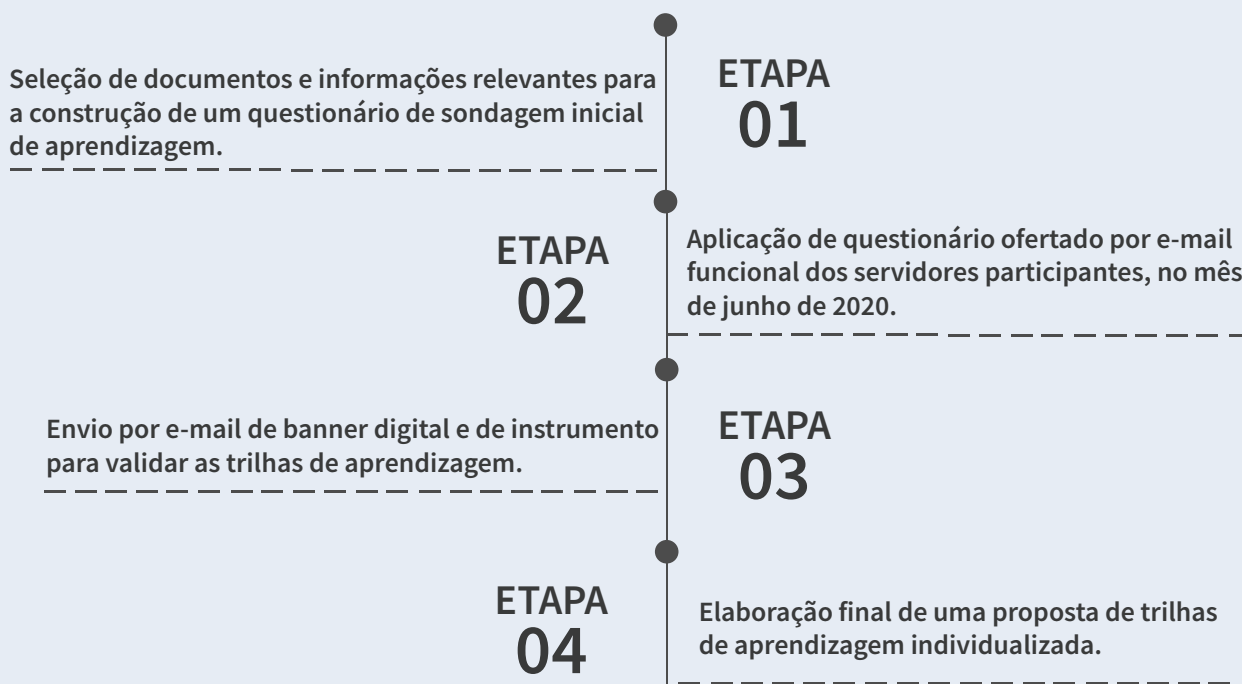 ETAPA
01
Seleção de documentos e informações relevantes para
a construção de um questionário de sondagem inicial
de aprendizagem.
ETAPA
02
Aplicação de questionário ofertado por e-mail
funcional dos servidores participantes, no mês
de junho de 2020.
ETAPA
03
Envio por e-mail de banner digital e de instrumento
para validar as trilhas de aprendizagem.
ETAPA
04
Elaboração final de uma proposta de trilhas
de aprendizagem individualizada.